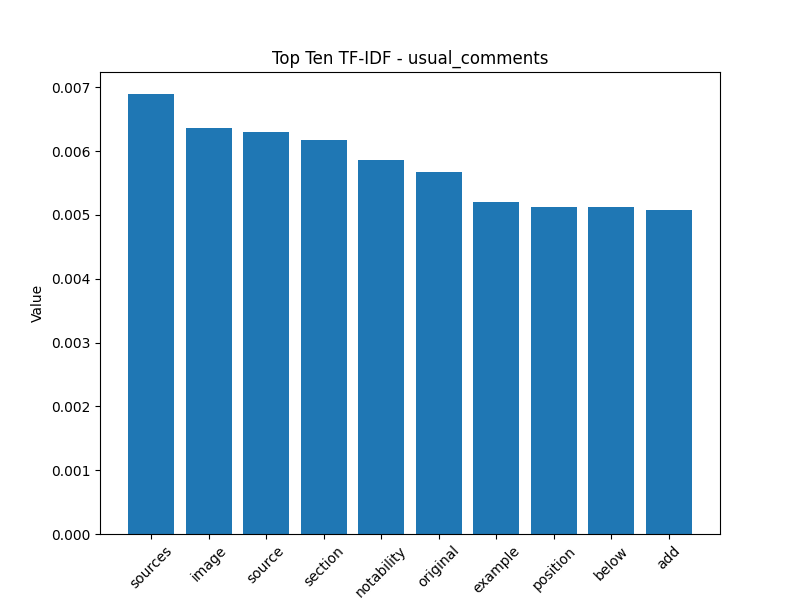 Top Ten TF-IDF - usual_comments
0.007
0.006
0.005
0.004
0.003
0.002
0.001
0.000
Value
sources
image
source
section
notability
original
example
position
below
add